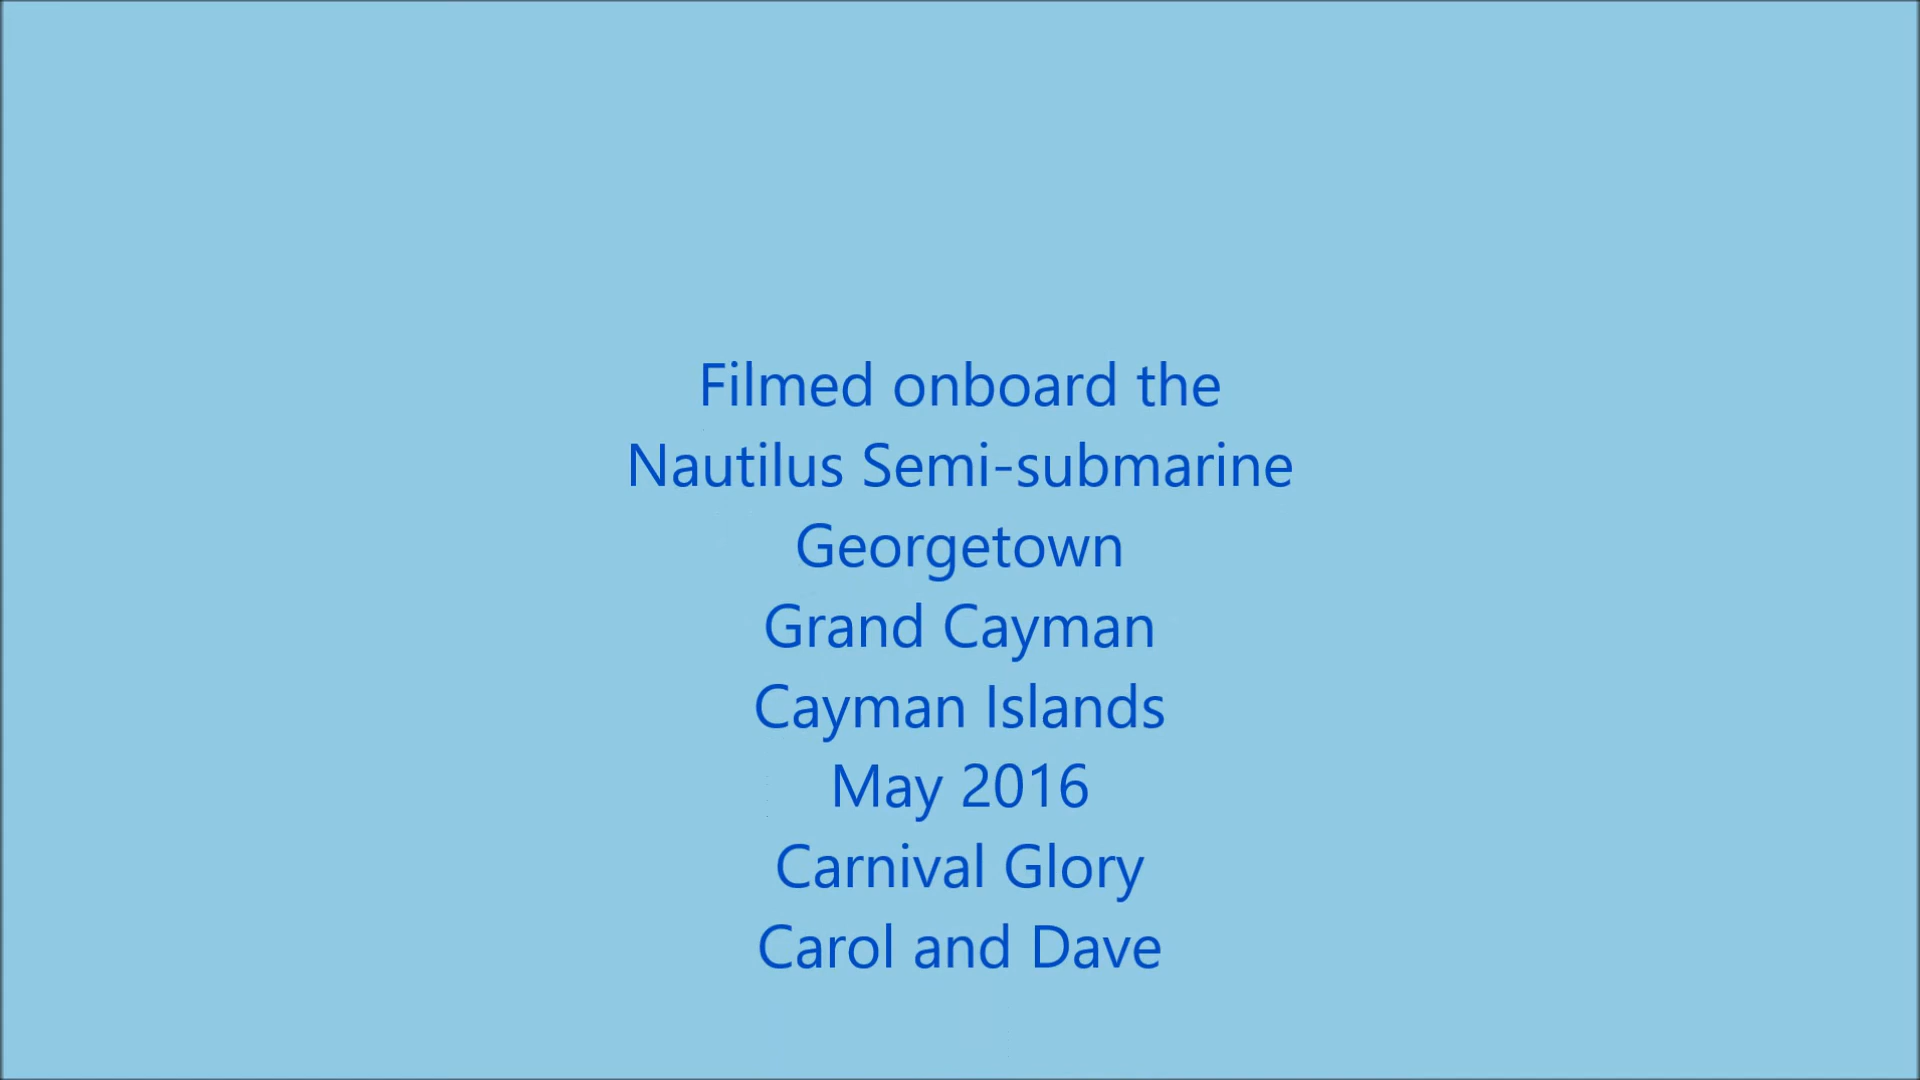 Filmed onboard the
Nautilus Semi-submarine
Georgetown
Grand Cayman
Cayman Islands
May 2016
Carnival Glory
Carol and Dave